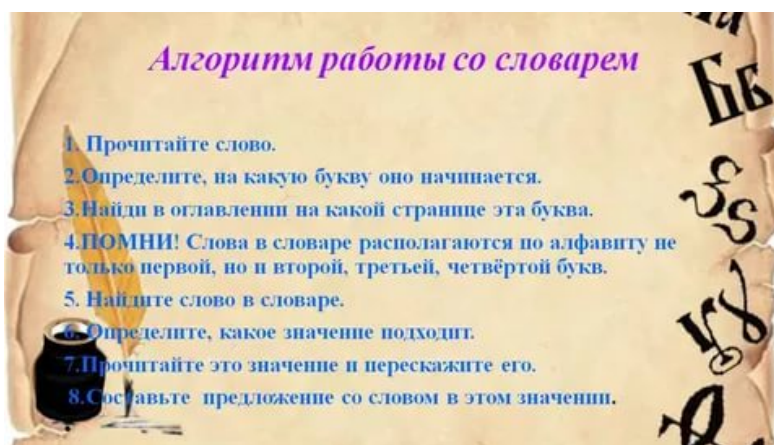 Алгоритм работы со словарем
1. Прочитайте слово.
2.Определите, на какую букву оно начинается.
3.Найди в оглавлении на какой странице эта буква.
4.ПОМНИ! Слова в словаре располагаются по алфавиту не
только первой, но и второй, третьей, четвёртой букв.
5. Найдите слово в словаре.
6. Определите, какое значение подходит.
7.Прочитайте это значение и перескажите его.
8.Составьте предложение со словом в этом значении.